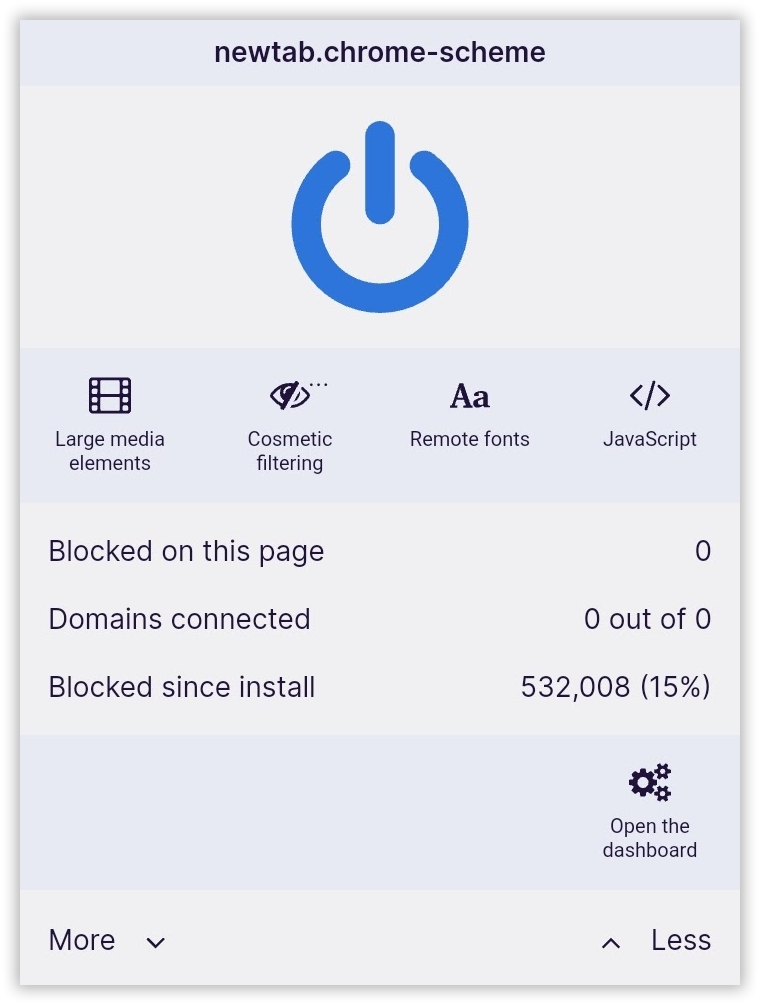 newtab.chrome-scheme
Large media
elements
Cosmetic
filtering
Aa
Remote fonts
</>
JavaScript
Blocked on this page 0
Domains connected 0 out of 0
Blocked since install 532,008 (15%)
Open the
dashboard
More Less